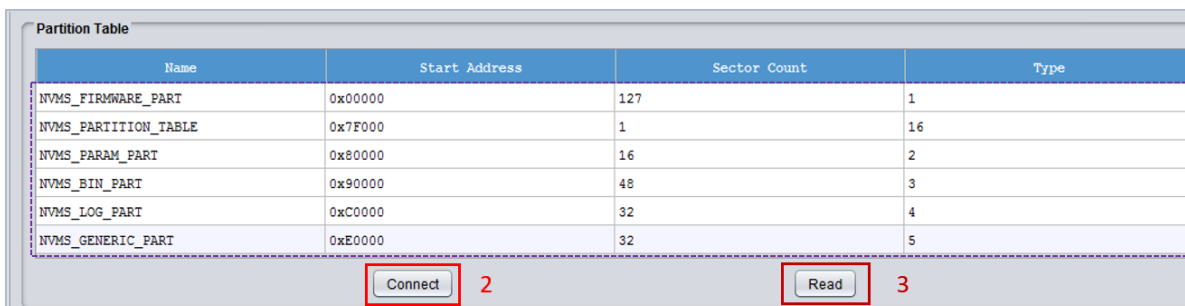 Partition Table
Name Start Address Sector Count Type
NVMS_FIRMWARE_PART 0x00000 127 1
NVMS_PARTITION_TABLE 0x7F000 1 16
NVMS_PARAM_PART 0x80000 16 2
NVMS_BIN_PART 0x90000 48 3
NVMS_LOG_PART 0xC0000 32 4
NVMS_GENERIC_PART 0xE0000 32 5
Connect 2 Read 3